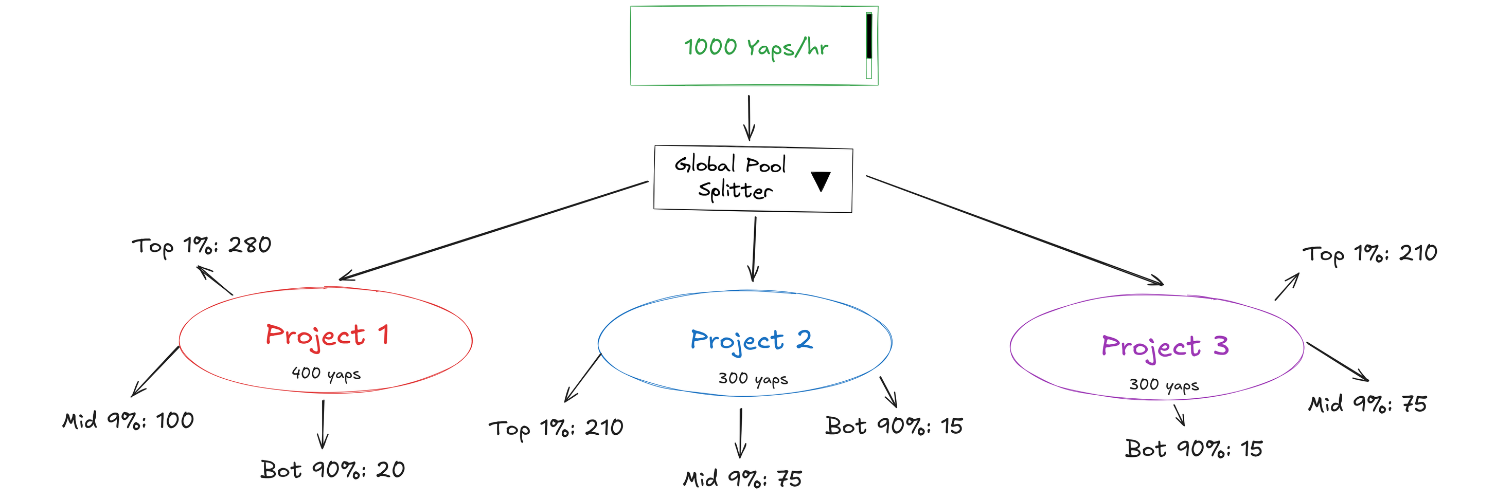 1000 Yaps/hr
Global Pool
Splitter
Top 1%: 280
Project 1
400 yaps
Mid 9%: 100
Bot 90%: 20
Project 2
300 yaps
Top 1%: 210
Mid 9%: 75
Bot 90%: 15
Top 1%: 210
Project 3
300 yaps
Mid 9%: 75
Bot 90%: 15